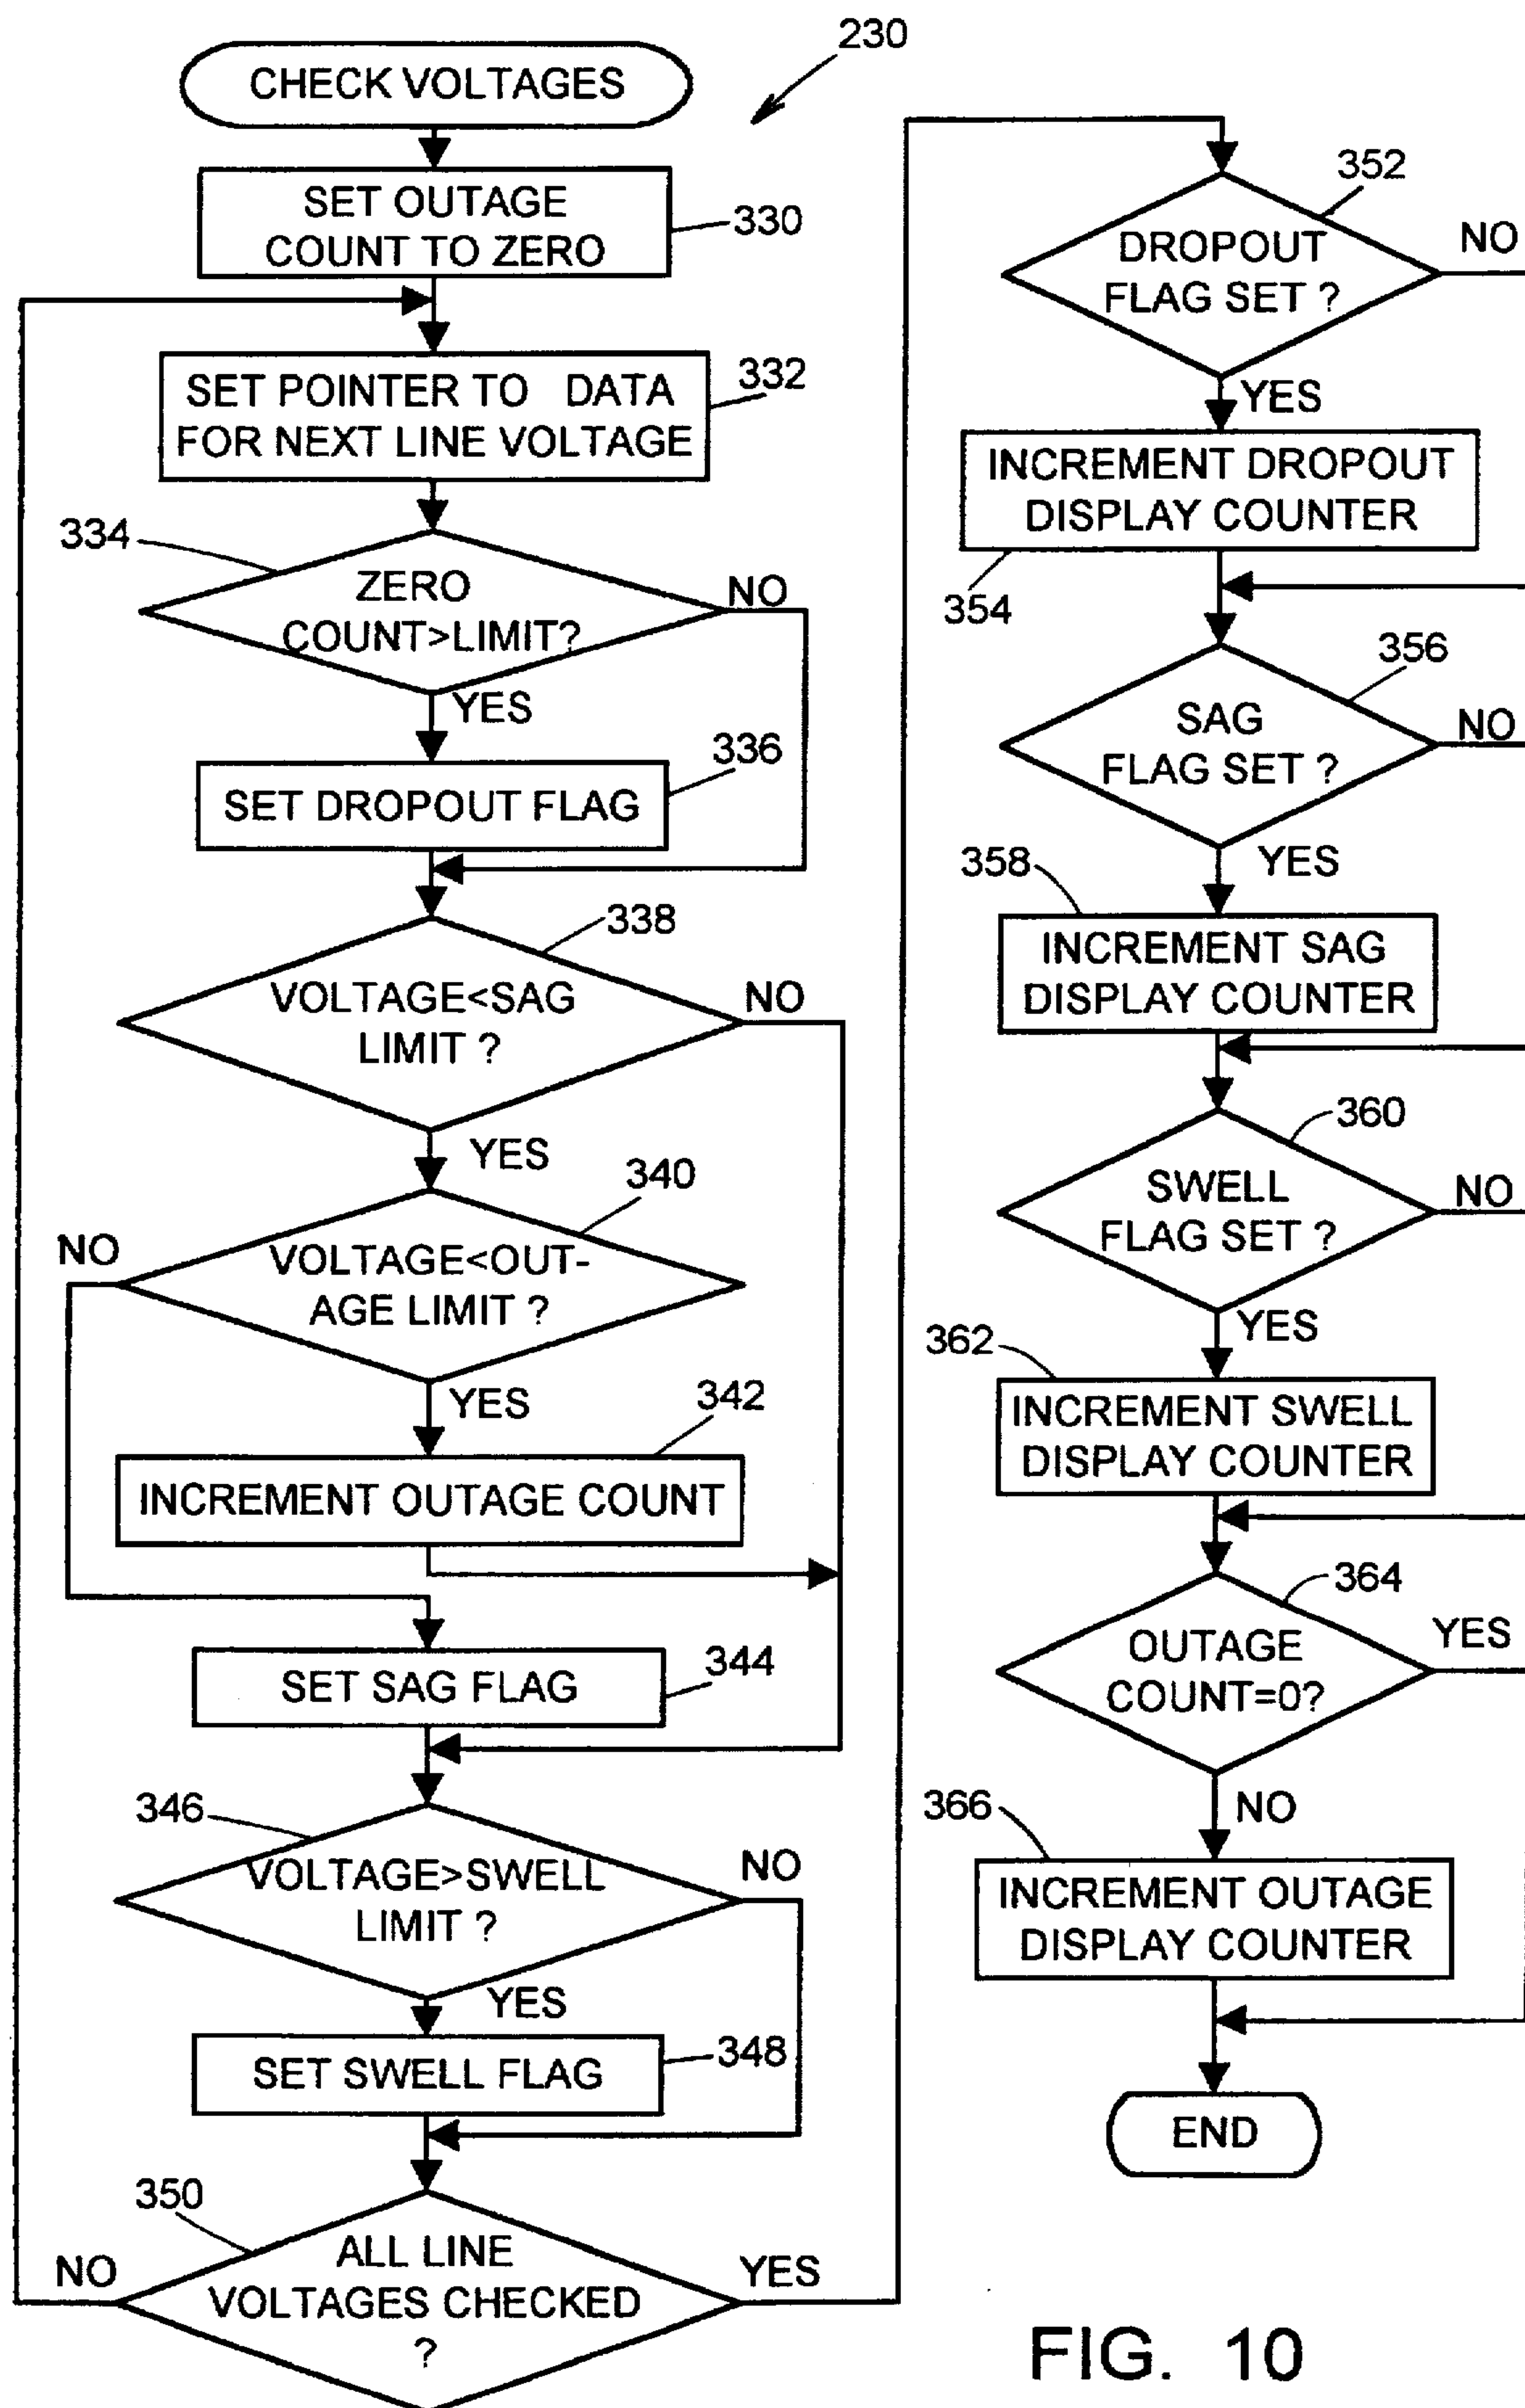 230
CHECK VOLTAGES
SET OUTAGE
COUNT TO ZERO
330
SET POINTER TO DATA
FOR NEXT LINE VOLTAGE
332
334
ZERO
COUNT>LIMIT?
NO
YES
336
SET DROPOUT FLAG
338
VOLTAGE<SAG
LIMIT ?
NO
YES
340
NO
VOLTAGE<OUT-
AGE LIMIT ?
YES
342
INCREMENT OUTAGE COUNT
SET SAG FLAG
344
346
VOLTAGE>SWELL
LIMIT ?
NO
YES
SET SWELL FLAG
348
350
NO
ALL LINE
VOLTAGES CHECKED
?
YES
352
DROPOUT
FLAG SET ?
NO
YES
INCREMENT DROPOUT
DISPLAY COUNTER
354
356
SAG
FLAG SET ?
NO
YES
358
INCREMENT SAG
DISPLAY COUNTER
360
SWELL
FLAG SET ?
NO
YES
362
INCREMENT SWELL
DISPLAY COUNTER
364
OUTAGE
COUNT=0?
YES
NO
366
INCREMENT OUTAGE
DISPLAY COUNTER
END
FIG. 10